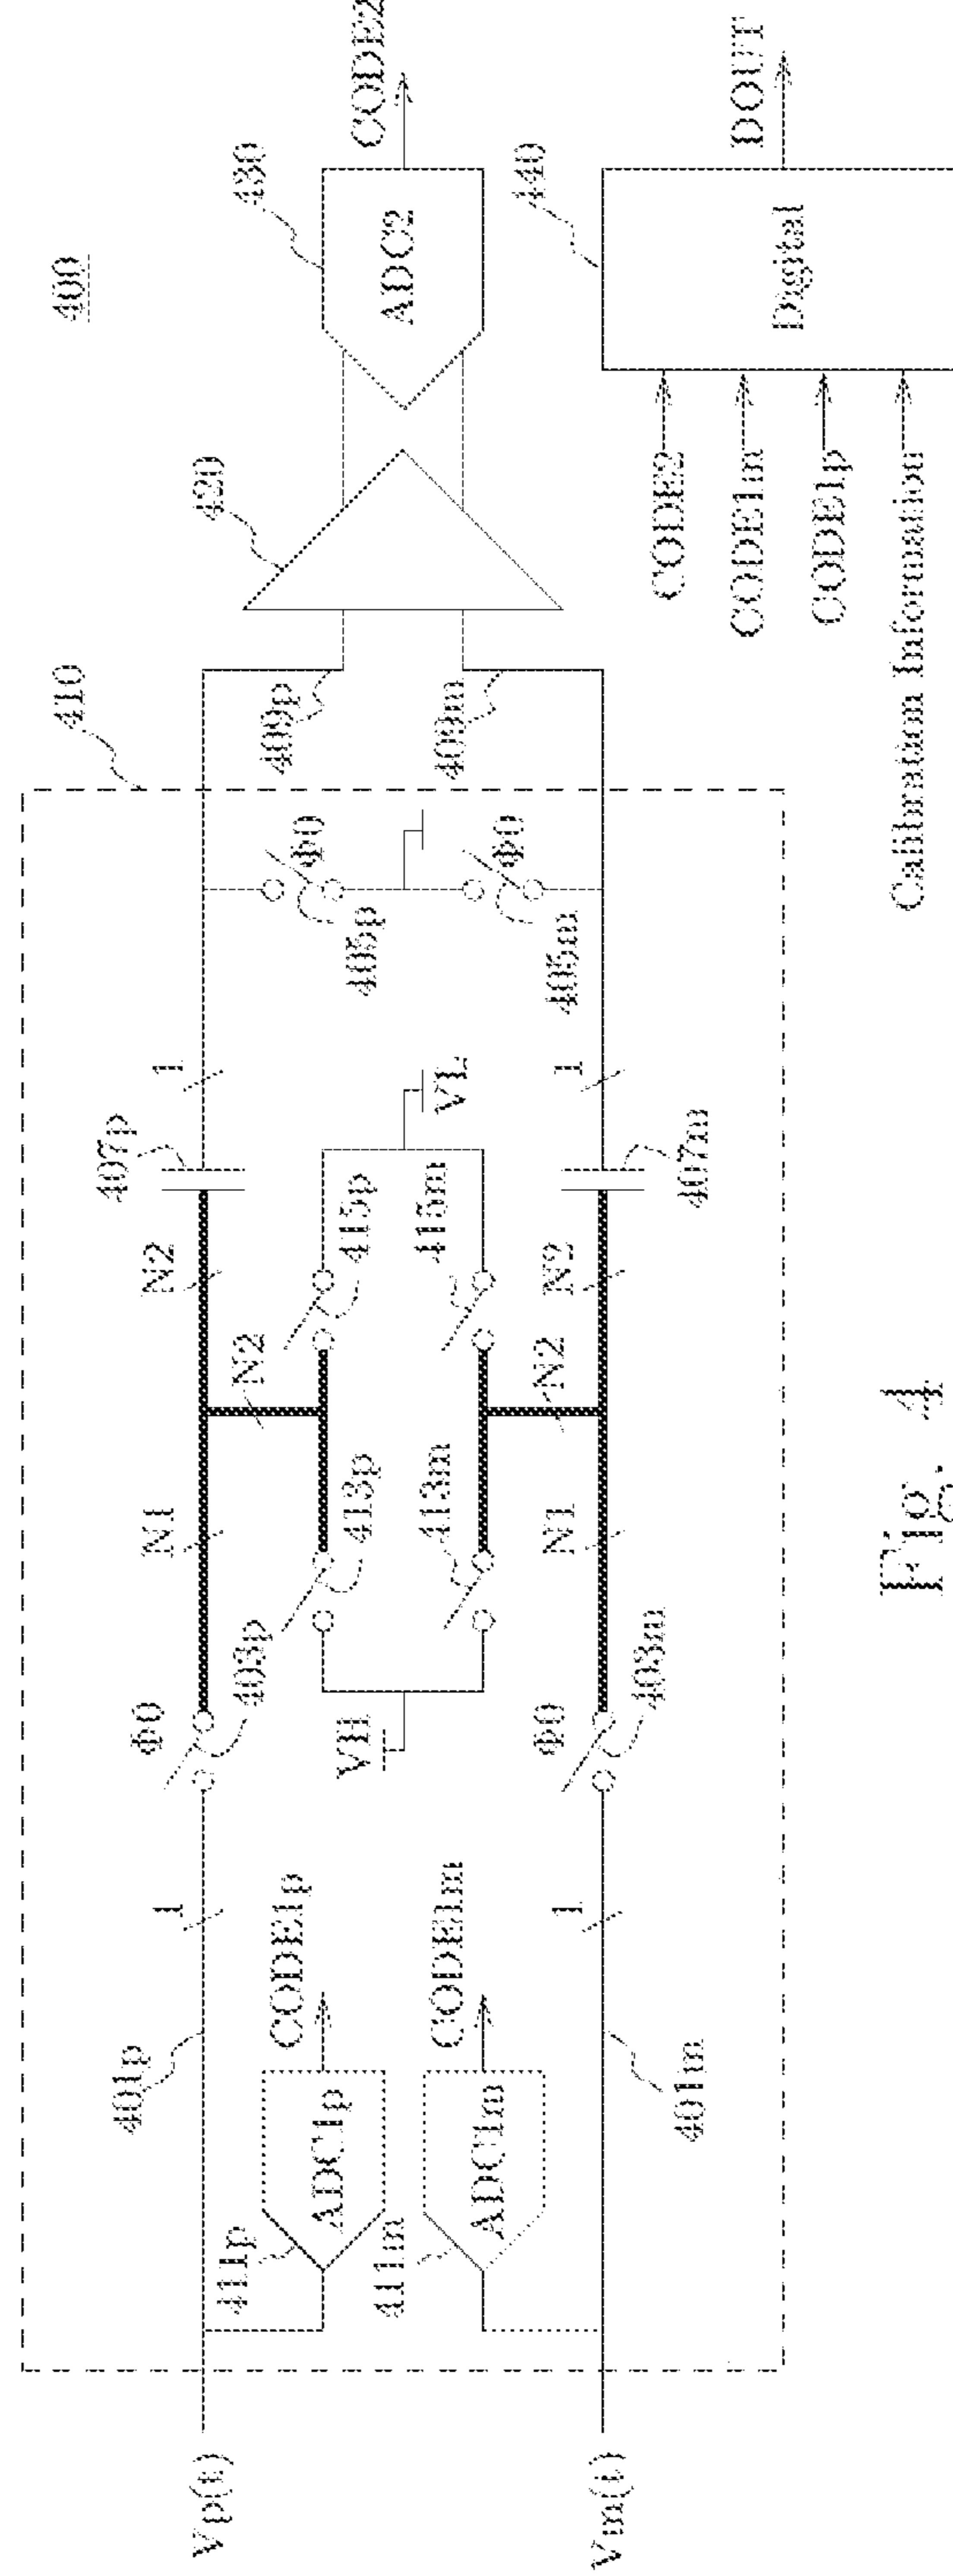 400
410
420
430
CODE2
ADC2
Vp(t)
401p
1
Φ0
403p
N1
N2
N2
407p
1
409p
411p
ADC1p
CODE1p
VH
413p
415p
VL
405p
Φ0
411m
ADC1m
CODE1m
413m
415m
405m
Φ0
409m
Vm(t)
401m
1
Φ0
403m
N1
N2
N2
407m
1
440
CODE2
CODE1m
CODE1p
Calibration Information
Digital
DOUT
Fig. 4